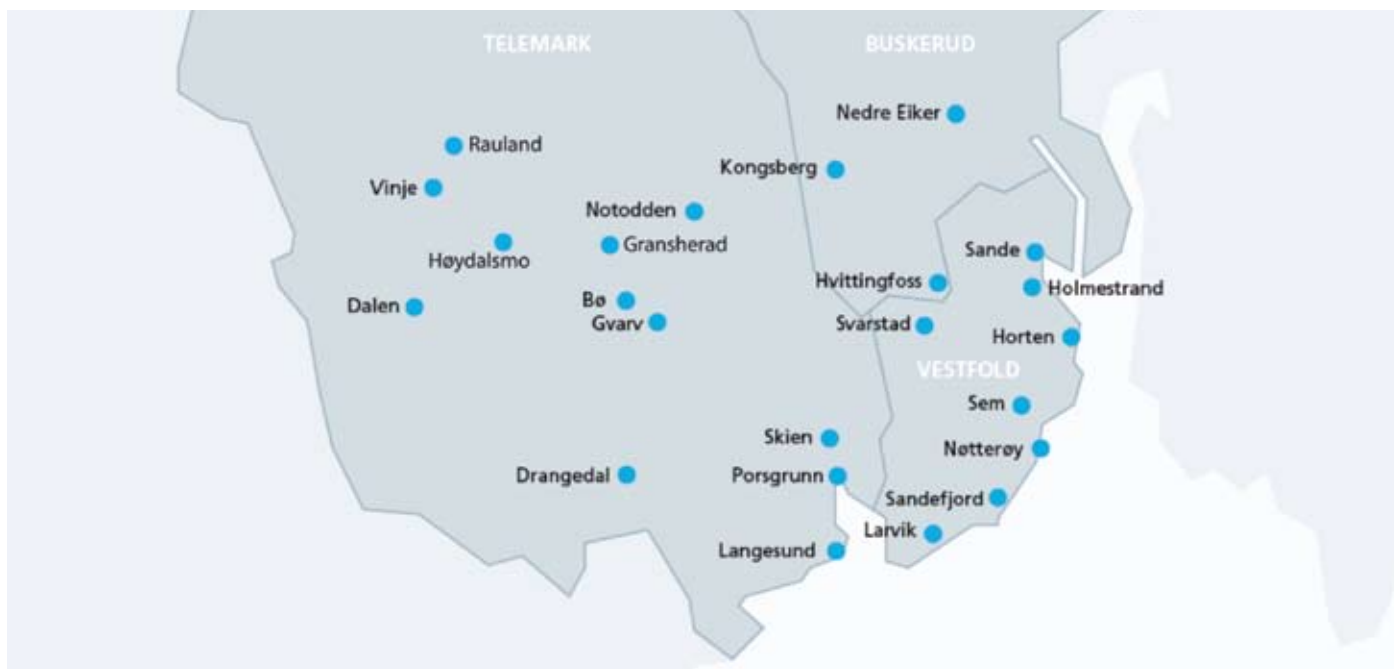 TELEMARK
BUSKERUD
Nedre Eiker
Rauland
Kongsberg
Vinje
Notodden
Gransherad
Sande
Høydalsmo
Hvittingfoss
Holmestrand
Dalen
Bø
Gvarv
Svarstad
Horten
VESTFOLD
Sem
Skien
Nøtterøy
Drangedal
Porsgrunn
Sandefjord
Larvik
Langesund